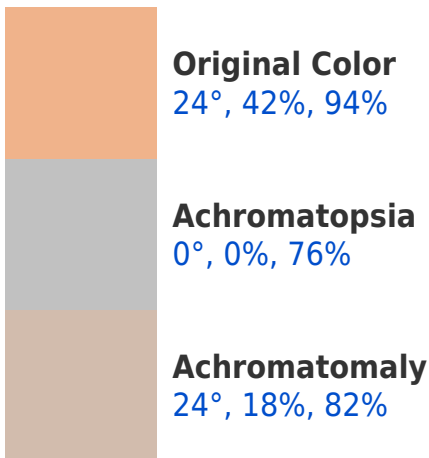 Original Color
24°, 42%, 94%
Achromatopsia
0°, 0%, 76%
Achromatomaly
24°, 18%, 82%